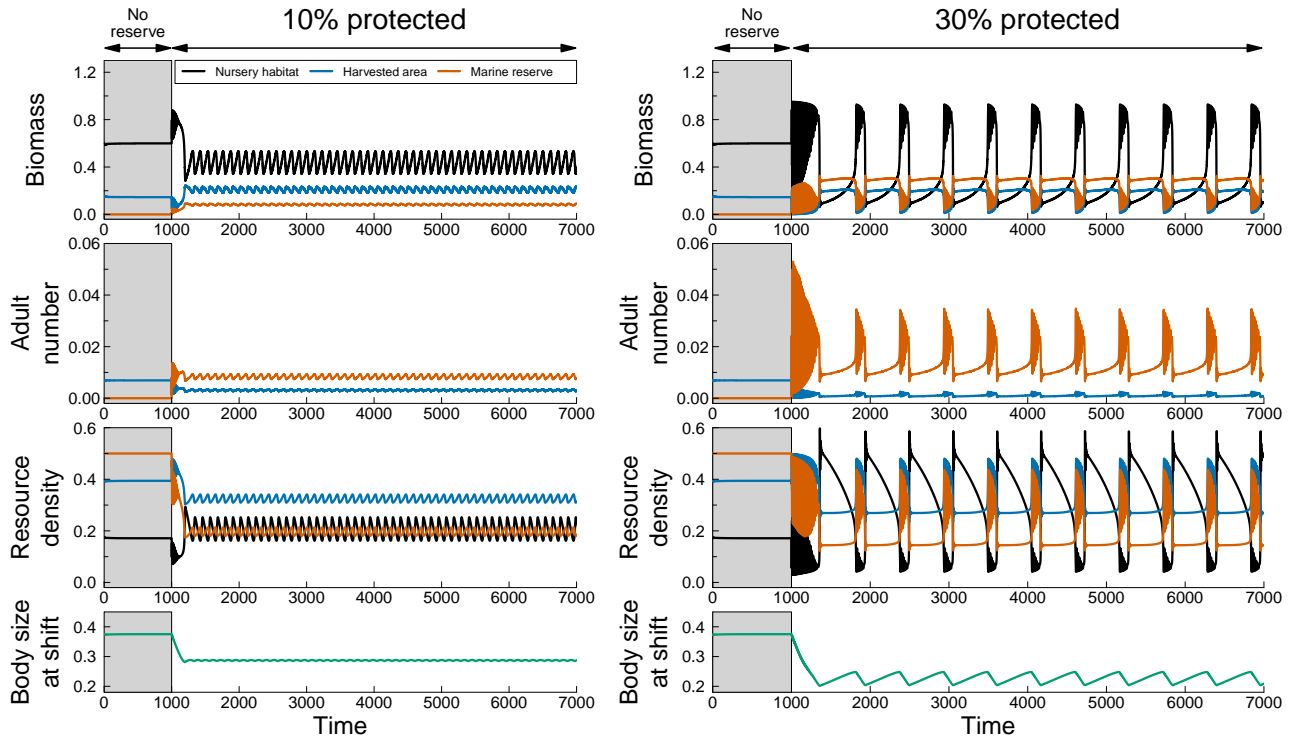 No
reserve
10% protected
Nursery habitat
Harvested area
Marine reserve
Biomass
1.2
0.8
0.4
0.0
0 1000 2000 3000 4000 5000 6000 7000
Adult
number
0.06
0.04
0.02
0.00
0 1000 2000 3000 4000 5000 6000 7000
Resource
density
0.6
0.4
0.2
0.0
0 1000 2000 3000 4000 5000 6000 7000
Body size
at shift
0.4
0.3
0.2
0 1000 2000 3000 4000 5000 6000 7000
Time
No
reserve
30% protected
Biomass
1.2
0.8
0.4
0.0
0 1000 2000 3000 4000 5000 6000 7000
Adult
number
0.06
0.04
0.02
0.00
0 1000 2000 3000 4000 5000 6000 7000
Resource
density
0.6
0.4
0.2
0.0
0 1000 2000 3000 4000 5000 6000 7000
Body size
at shift
0.4
0.3
0.2
0 1000 2000 3000 4000 5000 6000 7000
Time